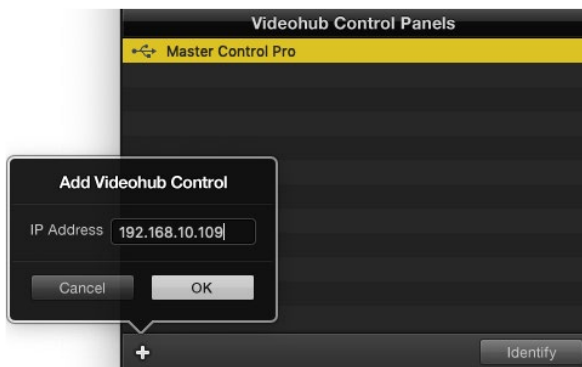 Videohub Control Panels
Master Control Pro
Add Videohub Control
IP Address 192.168.10.109
Cancel OK
+ Identify